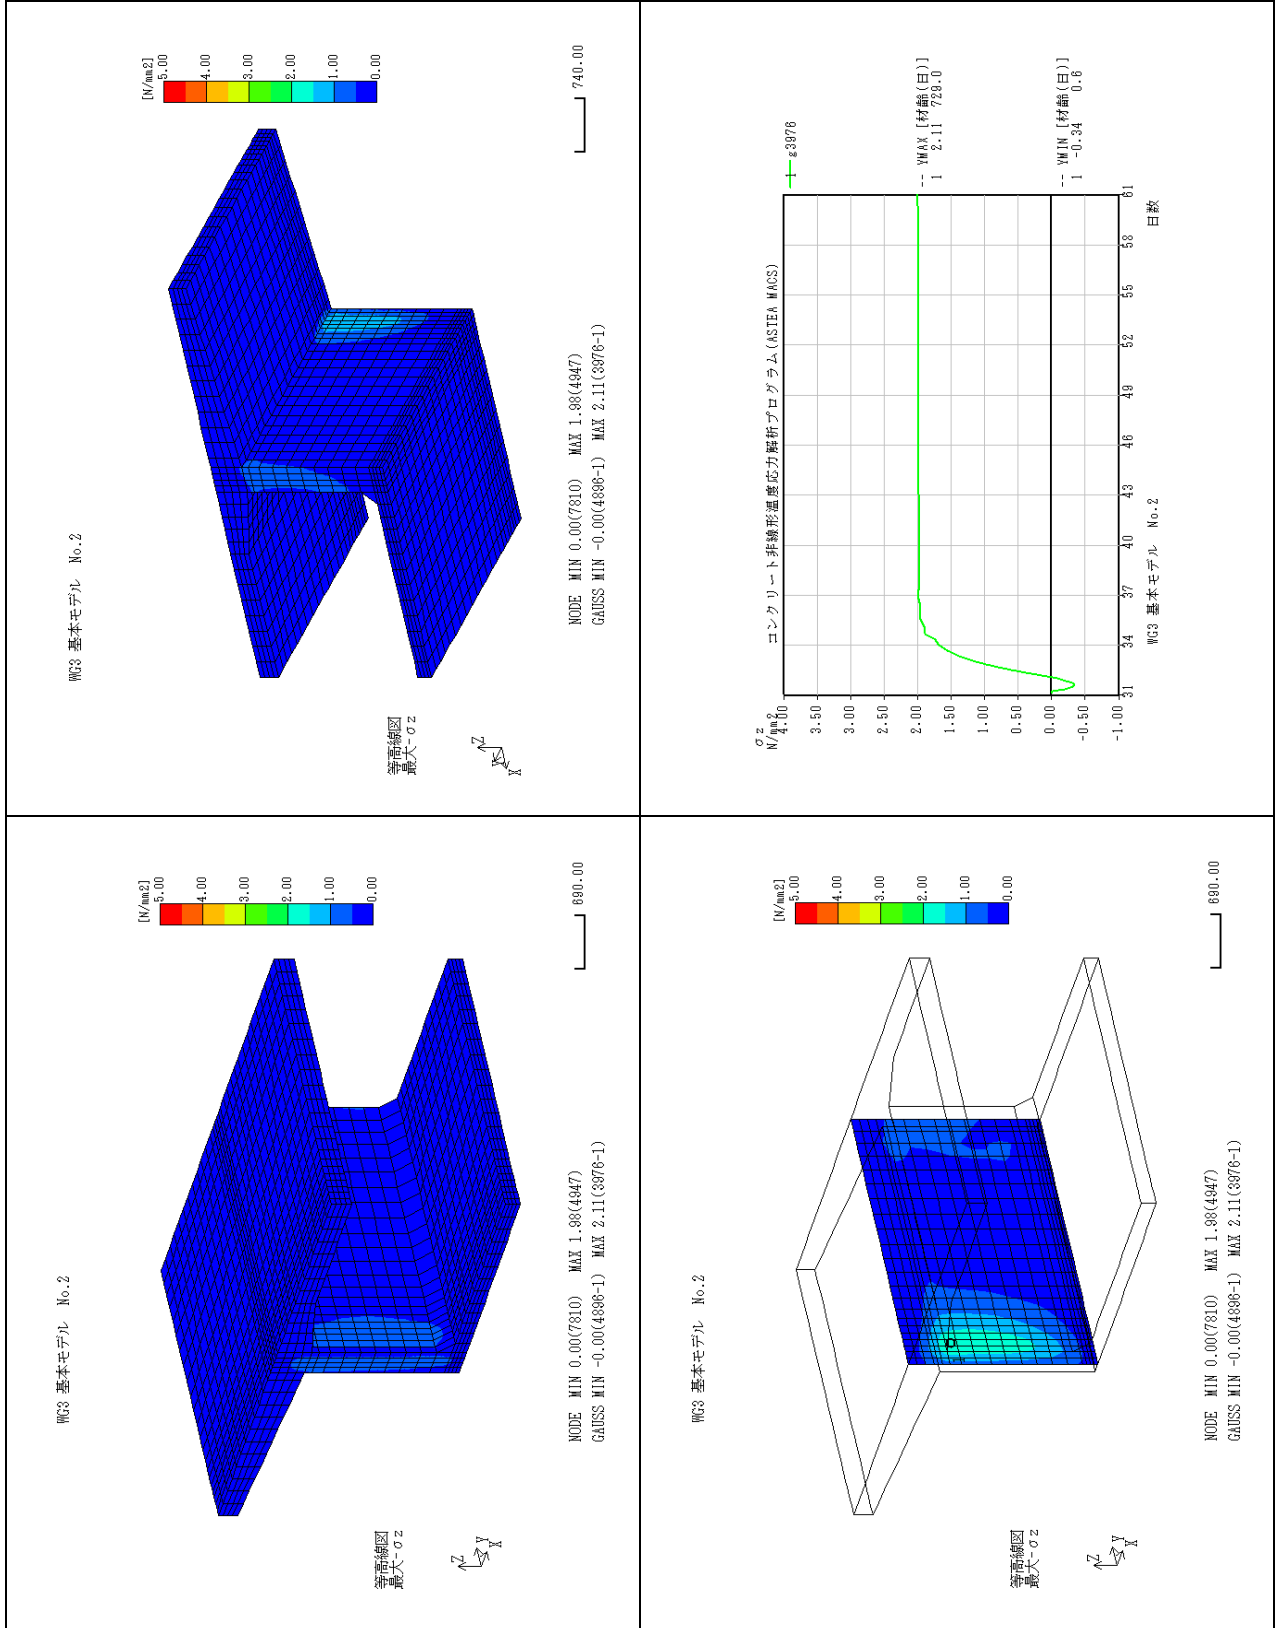 WG3 基本モデル No.2
[N/mm2]
5.00
4.00
3.00
2.00
1.00
0.00
等高線図
最大-σz
Z
Y
X
740.00
NODE MIN 0.00(7810) MAX 1.98(4947)
GAUSS MIN -0.00(4896-1) MAX 2.11(3976-1)
コンクリート非線形温度応力解析プログラム(ASTEA MACS)
σz
N/mm2
4.00
3.50
3.00
2.50
2.00
1.50
1.00
0.50
0.00
-0.50
-1.00
31
34
37
40
43
46
49
52
55
58
61
日数
1 g3976
-- YMAX [材齢(日)]
1 2.11 729.0
-- YMIN [材齢(日)]
1 -0.34 0.6
WG3 基本モデル No.2
WG3 基本モデル No.2
[N/mm2]
5.00
4.00
3.00
2.00
1.00
0.00
等高線図
最大-σz
Z
Y
X
690.00
NODE MIN 0.00(7810) MAX 1.98(4947)
GAUSS MIN -0.00(4896-1) MAX 2.11(3976-1)
WG3 基本モデル No.2
[N/mm2]
5.00
4.00
3.00
2.00
1.00
0.00
等高線図
最大-σz
Z
Y
X
690.00
NODE MIN 0.00(7810) MAX 1.98(4947)
GAUSS MIN -0.00(4896-1) MAX 2.11(3976-1)